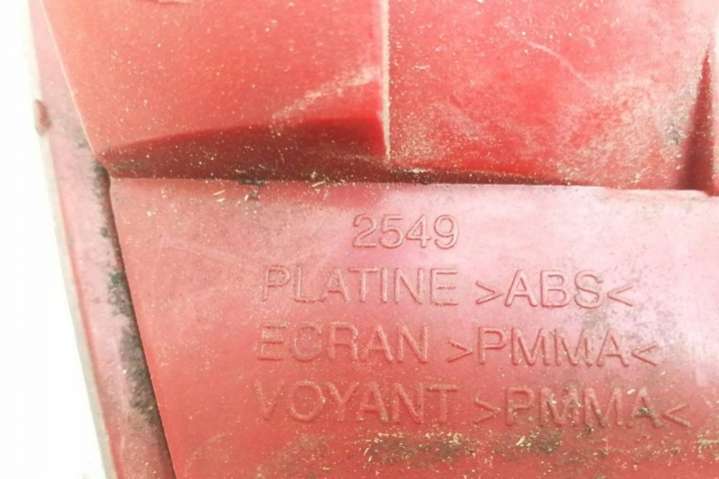 2549
PLATINE >ABS<
ECRAN >PMMA<
VOYANT >PMMA<